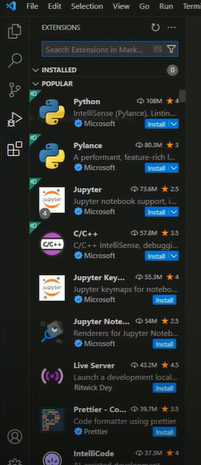 File Edit Selection View Go Run
EXTENSIONS
Search Extensions in Mark...
INSTALLED 0
POPULAR
Python 108M 4
IntelliSense (Pylance), Lintin...
Microsoft Install
Pylance 80.3M 3
A performant, feature-rich l...
Microsoft Install
Jupyter 73.6M 2.5
Jupyter notebook support, i...
4 Microsoft Install
C/C++ 57.8M 3.5
C/C++ IntelliSense, debuggi...
Microsoft Install
Jupyter Key... 55.3M 4
Jupyter keymaps for notebo...
Microsoft Install
Jupyter Note... 54M 2.5
Renderers for Jupyter Noteb...
Microsoft Install
Live Server 43.2M 4.5
Launch a development local...
Ritwick Dey Install
Prettier - Co... 39.7M 3.5
Code formatter using prettier
Prettier Install
IntelliCode 37.3M 4